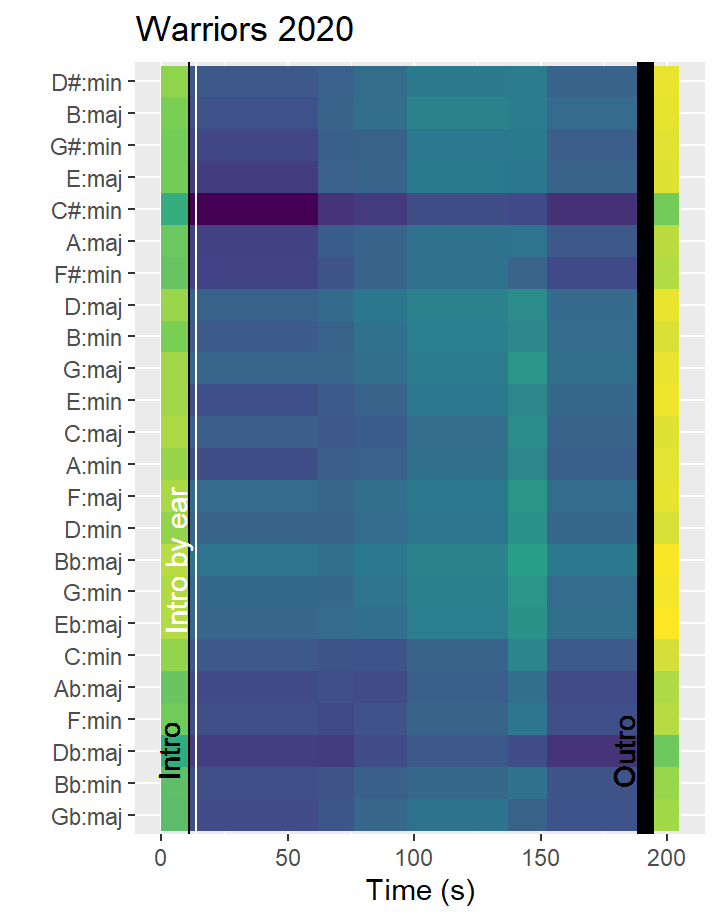 Warriors 2020
D#:min
B:maj
G#:min
E:maj
C#:min
A:maj
F#:min
D:maj
B:min
G:maj
E:min
C:maj
A:min
F:maj
D:min
Bb:maj
G:min
Eb:maj
C:min
Ab:maj
F:min
Db:maj
Bb:min
Gb:maj
Intro by ear
Intro
Outro
0 50 100 150 200
Time (s)